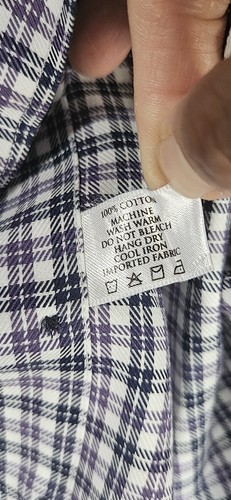 100% COTTON
MACHINE
WASH WARM
DO NOT BLEACH
HANG DRY
COOL IRON
IMPORTED FABRIC